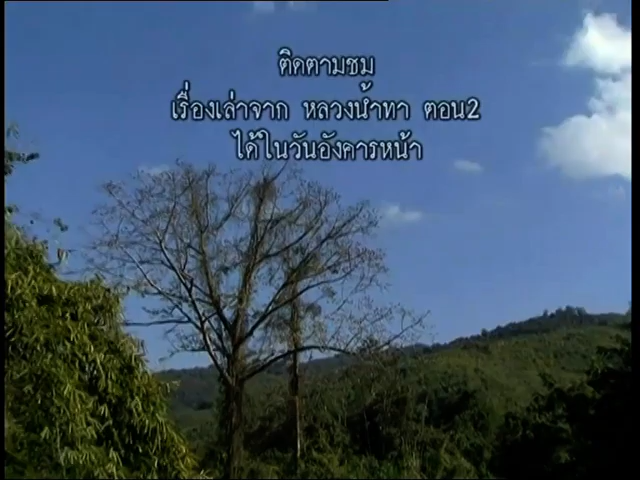 ติดตามชม
เรื่องเล่าจาก หลวงน้ำทา ตอน2
ได้ในวันอังคารหน้า